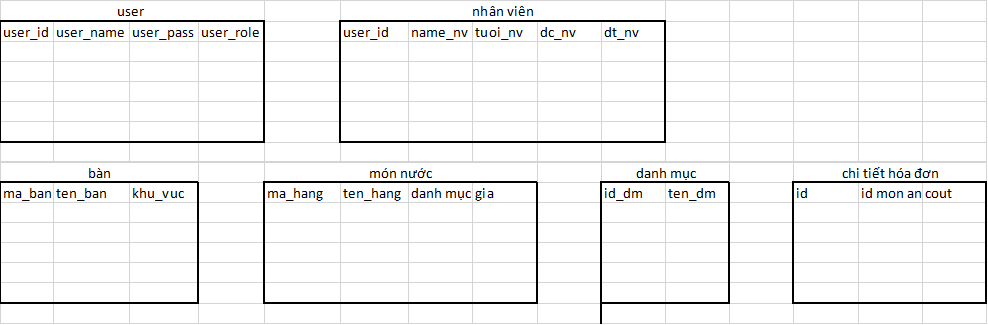 user nhân viên
user_id user_name user_pass user_role user_id name_nv tuoi_nv dc_nv dt_nv
bàn món nước danh mục chi tiết hóa đơn
ma_ban ten_ban khu_vuc ma_hang ten_hang danh mục gia id_dm ten_dm id id mon an cout